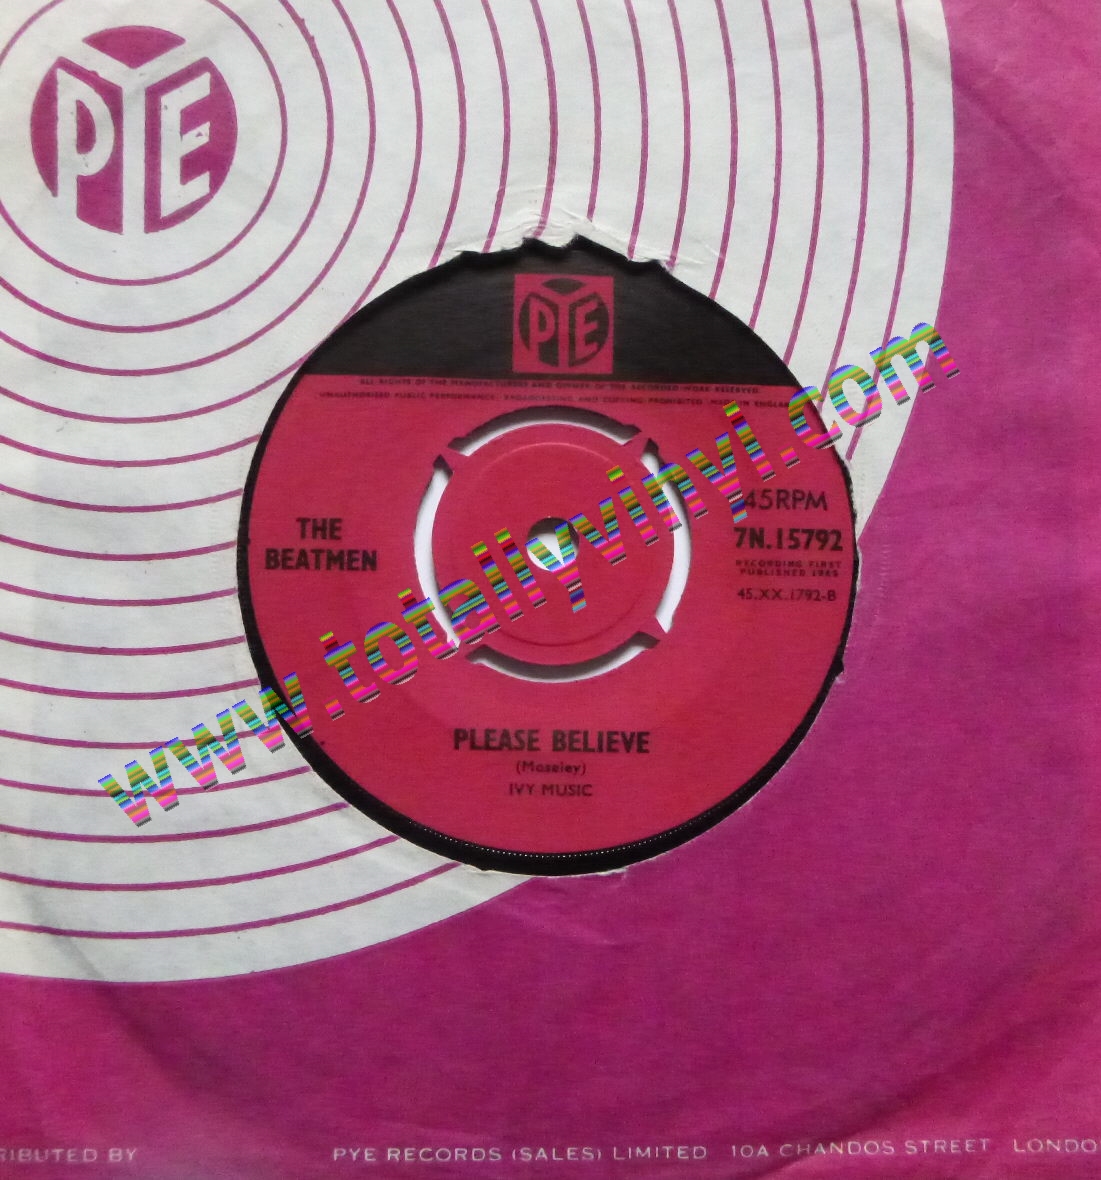 PYE
PYE
ALL RIGHTS OF THE MANUFACTURERS AND OWNERS OF THE RECORDED WORK RESERVED
UNAUTHORISED PUBLIC PERFORMANCE, BROADCASTING AND COPYING PROHIBITED MADE IN ENGLAND
THE
BEATMEN
45RPM
7N.15792
RECORDING FIRST
PUBLISHED 1965
45.XX.1792-B
www.totallyvinyl.com
PLEASE BELIEVE
(Moseley)
IVY MUSIC
RIBUTED BY PYE RECORDS (SALES) LIMITED 10A CHANDOS STREET LONDO